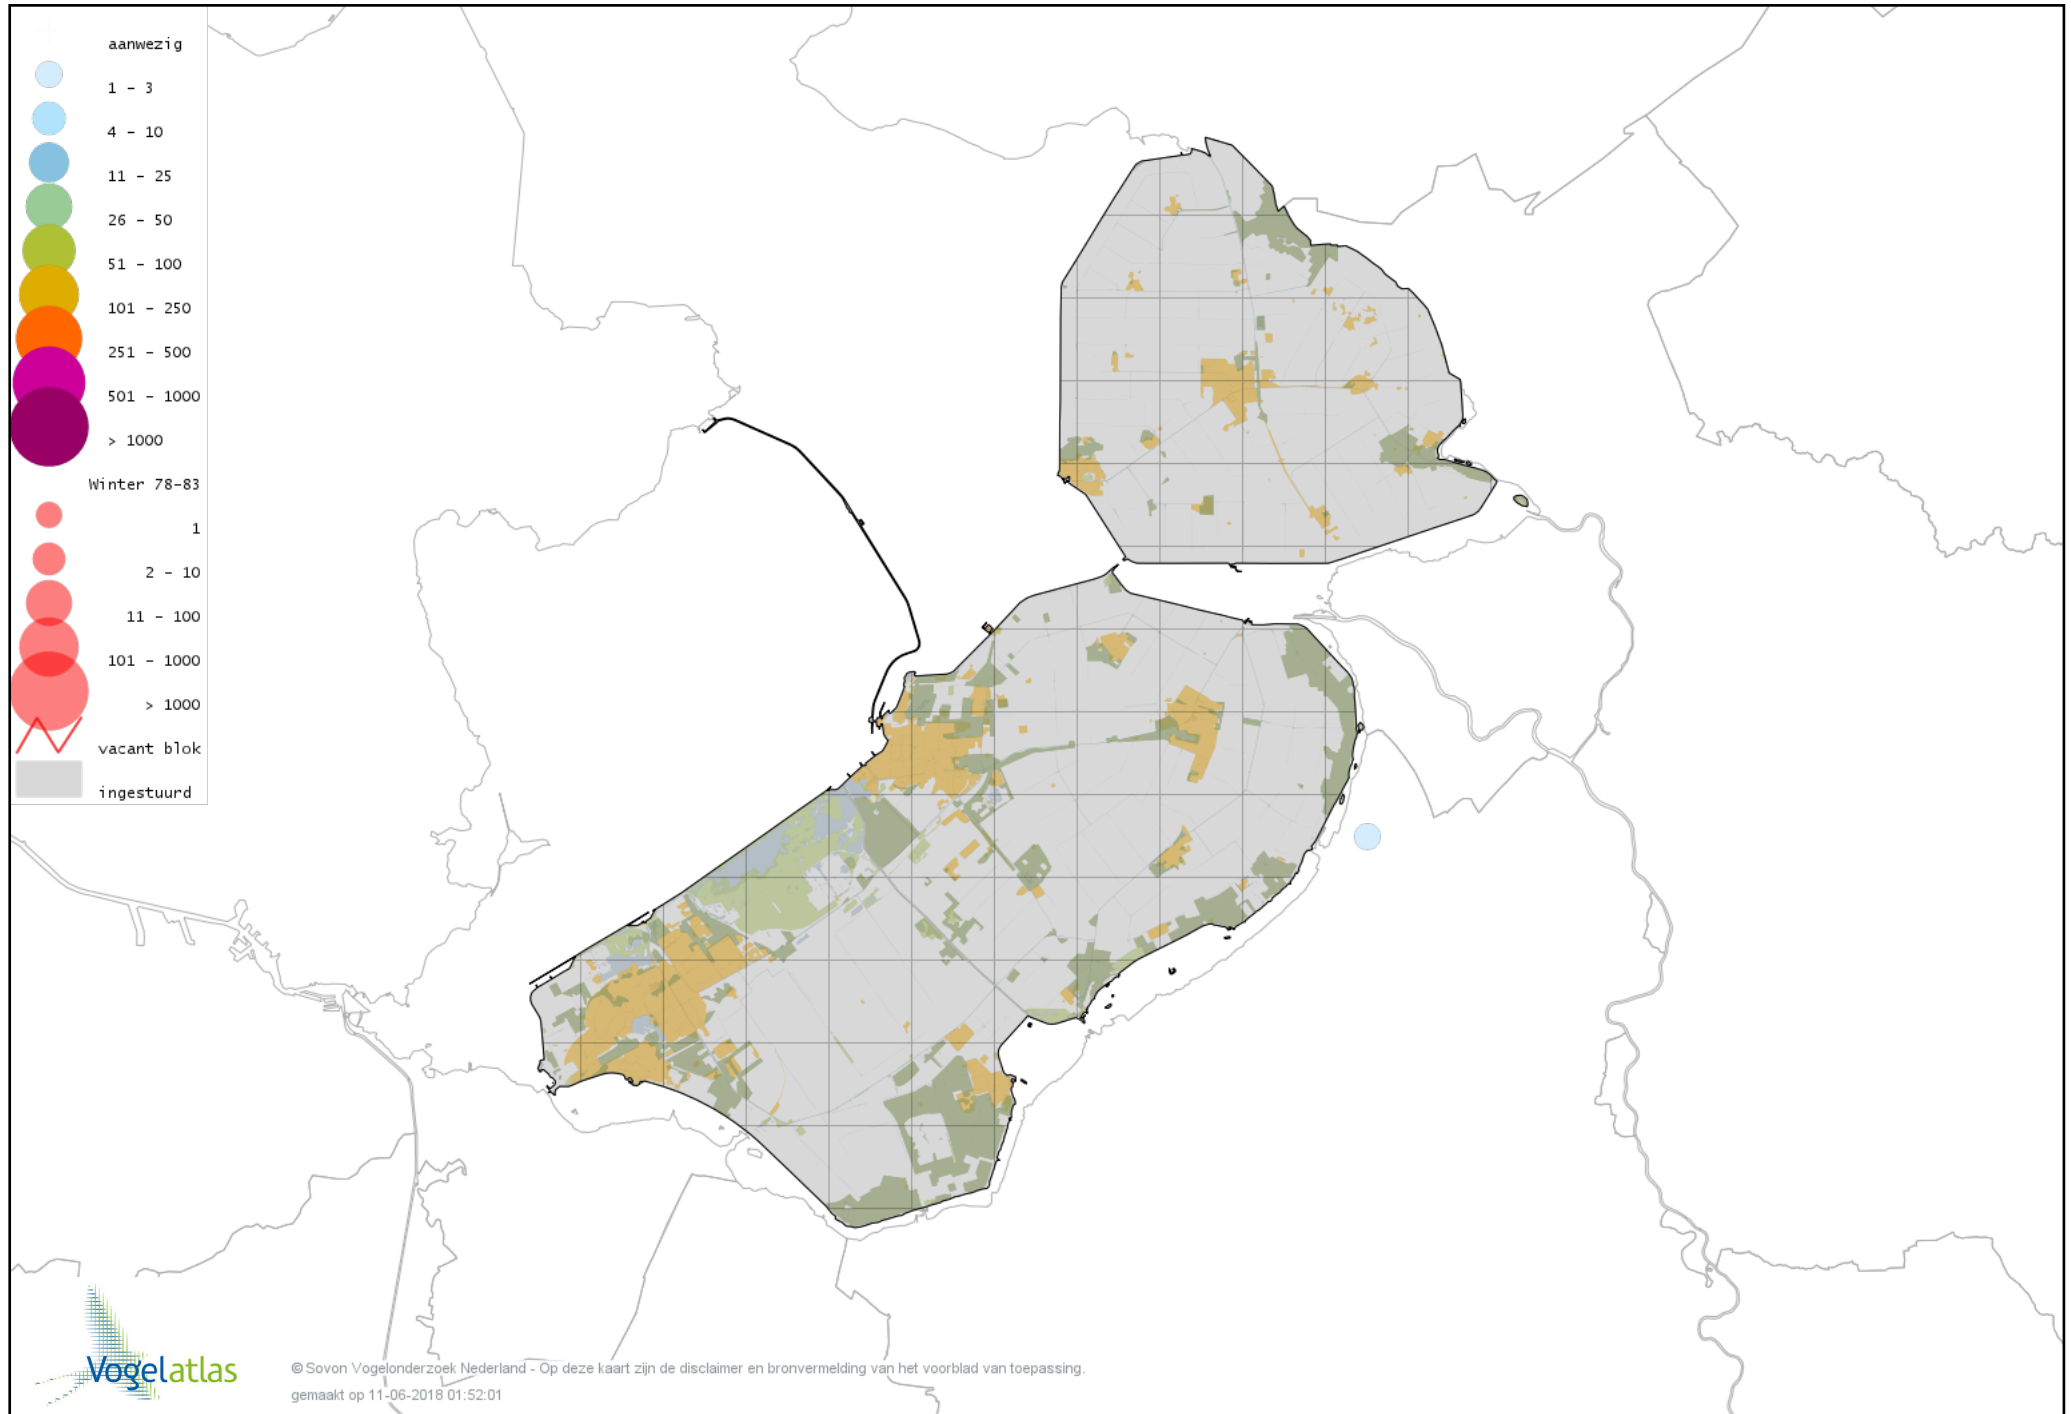 aanwezig
1 - 3
4 - 10
11 - 25
26 - 50
51 - 100
101 - 250
251 - 500
501 - 1000
> 1000
Winter 78-83
1
2 - 10
11 - 100
101 - 1000
> 1000
vacant blok
ingestuurd
Vogelatlas
© Sovon Vogelonderzoek Nederland - Op deze kaart zijn de disclaimer en bronvermelding van het voorblad van toepassing.
gemaakt op 11-06-2018 01:52:01